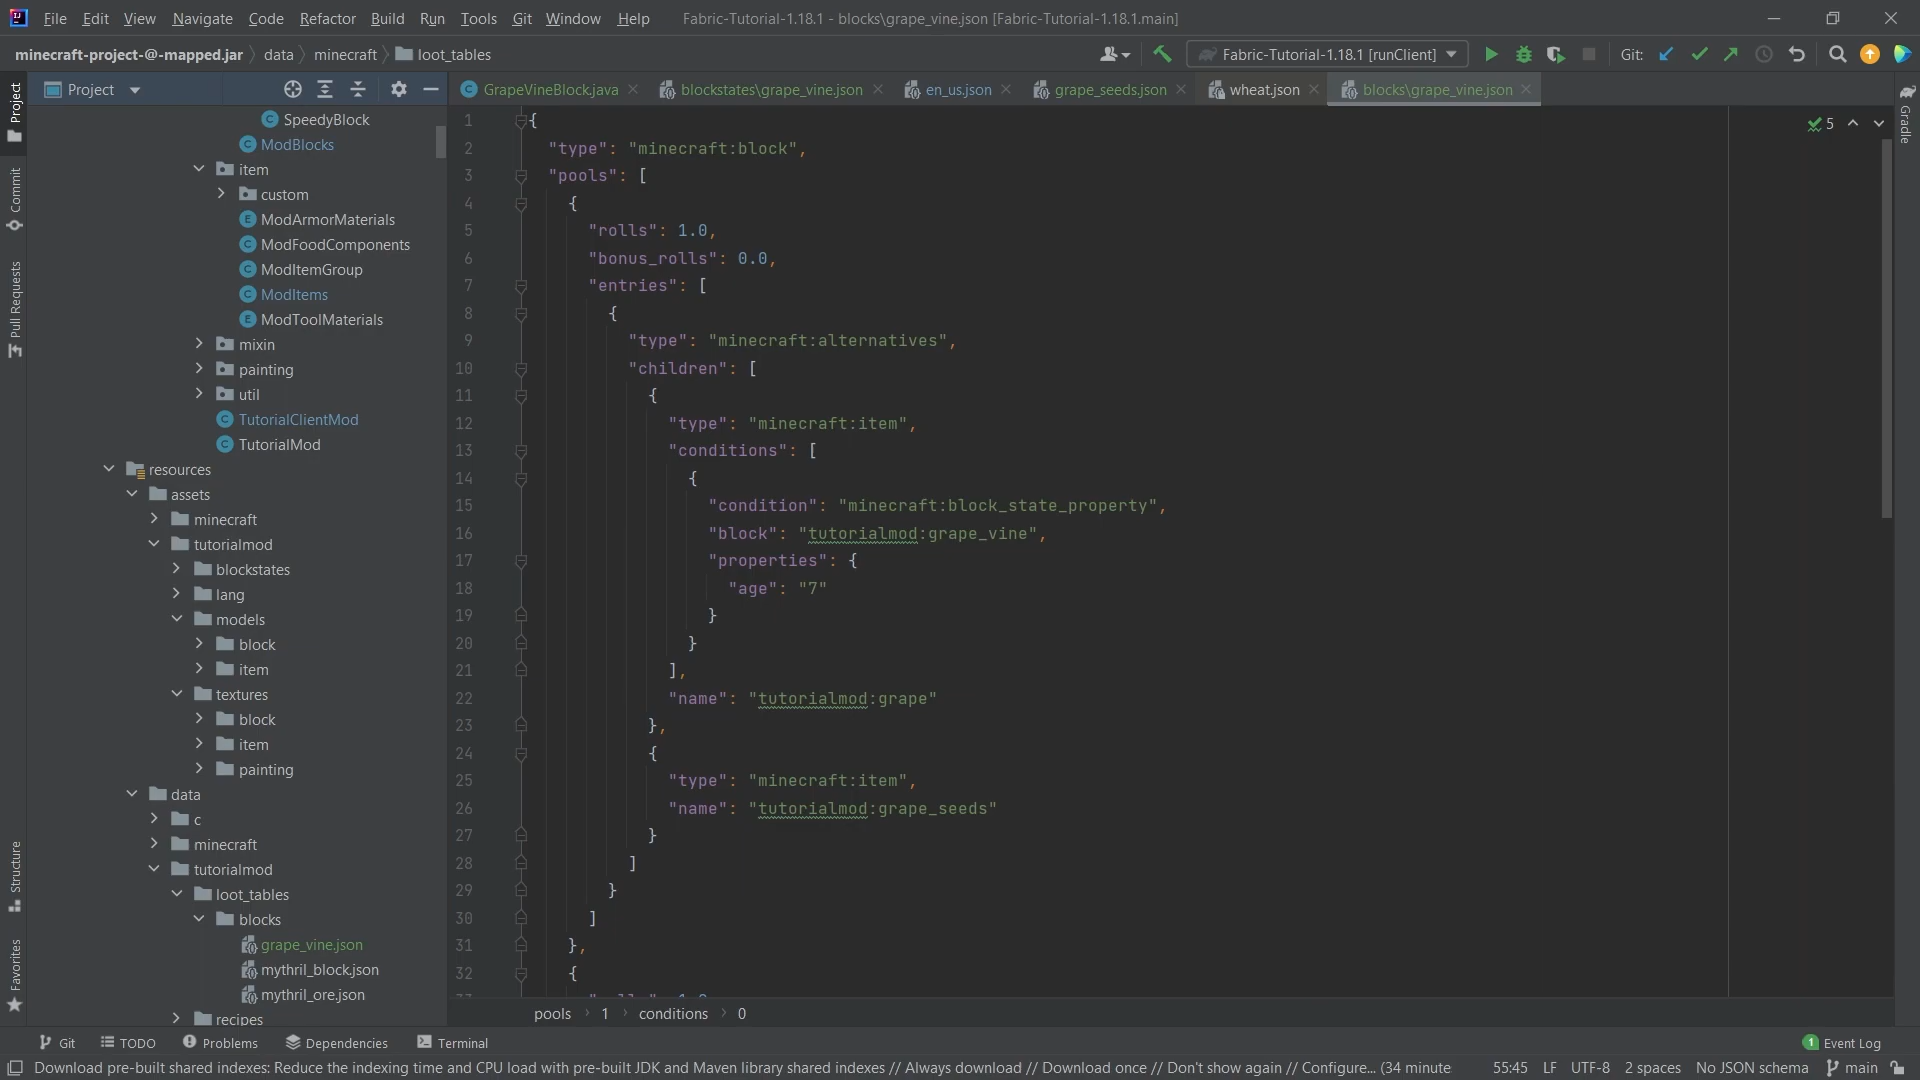 File Edit View Navigate Code Refactor Build Run Tools Git Window Help Fabric-Tutorial-1.18.1 - blocks\grape_vine.json [Fabric-Tutorial-1.18.1.main]
minecraft-project-@-mapped.jar data minecraft loot_tables Fabric-Tutorial-1.18.1 [runClient] Git:
Project GrapeVineBlock.java blockstates\grape_vine.json en_us.json grape_seeds.json wheat.json blocks\grape_vine.json
Project
Commit
Pull Requests
Structure
Favorites
Gradle
SpeedyBlock
ModBlocks
item
custom
ModArmorMaterials
ModFoodComponents
ModItemGroup
ModItems
ModToolMaterials
mixin
painting
util
TutorialClientMod
TutorialMod
resources
assets
minecraft
tutorialmod
blockstates
lang
models
block
item
textures
block
item
painting
data
c
minecraft
tutorialmod
loot_tables
blocks
grape_vine.json
mythril_block.json
mythril_ore.json
recipes
5
1 {
2 "type": "minecraft:block",
3 "pools": [
4 {
5 "rolls": 1.0,
6 "bonus_rolls": 0.0,
7 "entries": [
8 {
9 "type": "minecraft:alternatives",
10 "children": [
11 {
12 "type": "minecraft:item",
13 "conditions": [
14 {
15 "condition": "minecraft:block_state_property",
16 "block": "tutorialmod:grape_vine",
17 "properties": {
18 "age": "7"
19 }
20 }
21 ],
22 "name": "tutorialmod:grape"
23 },
24 {
25 "type": "minecraft:item",
26 "name": "tutorialmod:grape_seeds"
27 }
28 ]
29 }
30 ]
31 },
32 {
pools 1 conditions 0
Git TODO Problems Dependencies Terminal 1 Event Log
Download pre-built shared indexes: Reduce the indexing time and CPU load with pre-built JDK and Maven library shared indexes // Always download // Download once // Don't show again // Configure... (34 minute 55:45 LF UTF-8 2 spaces No JSON schema main